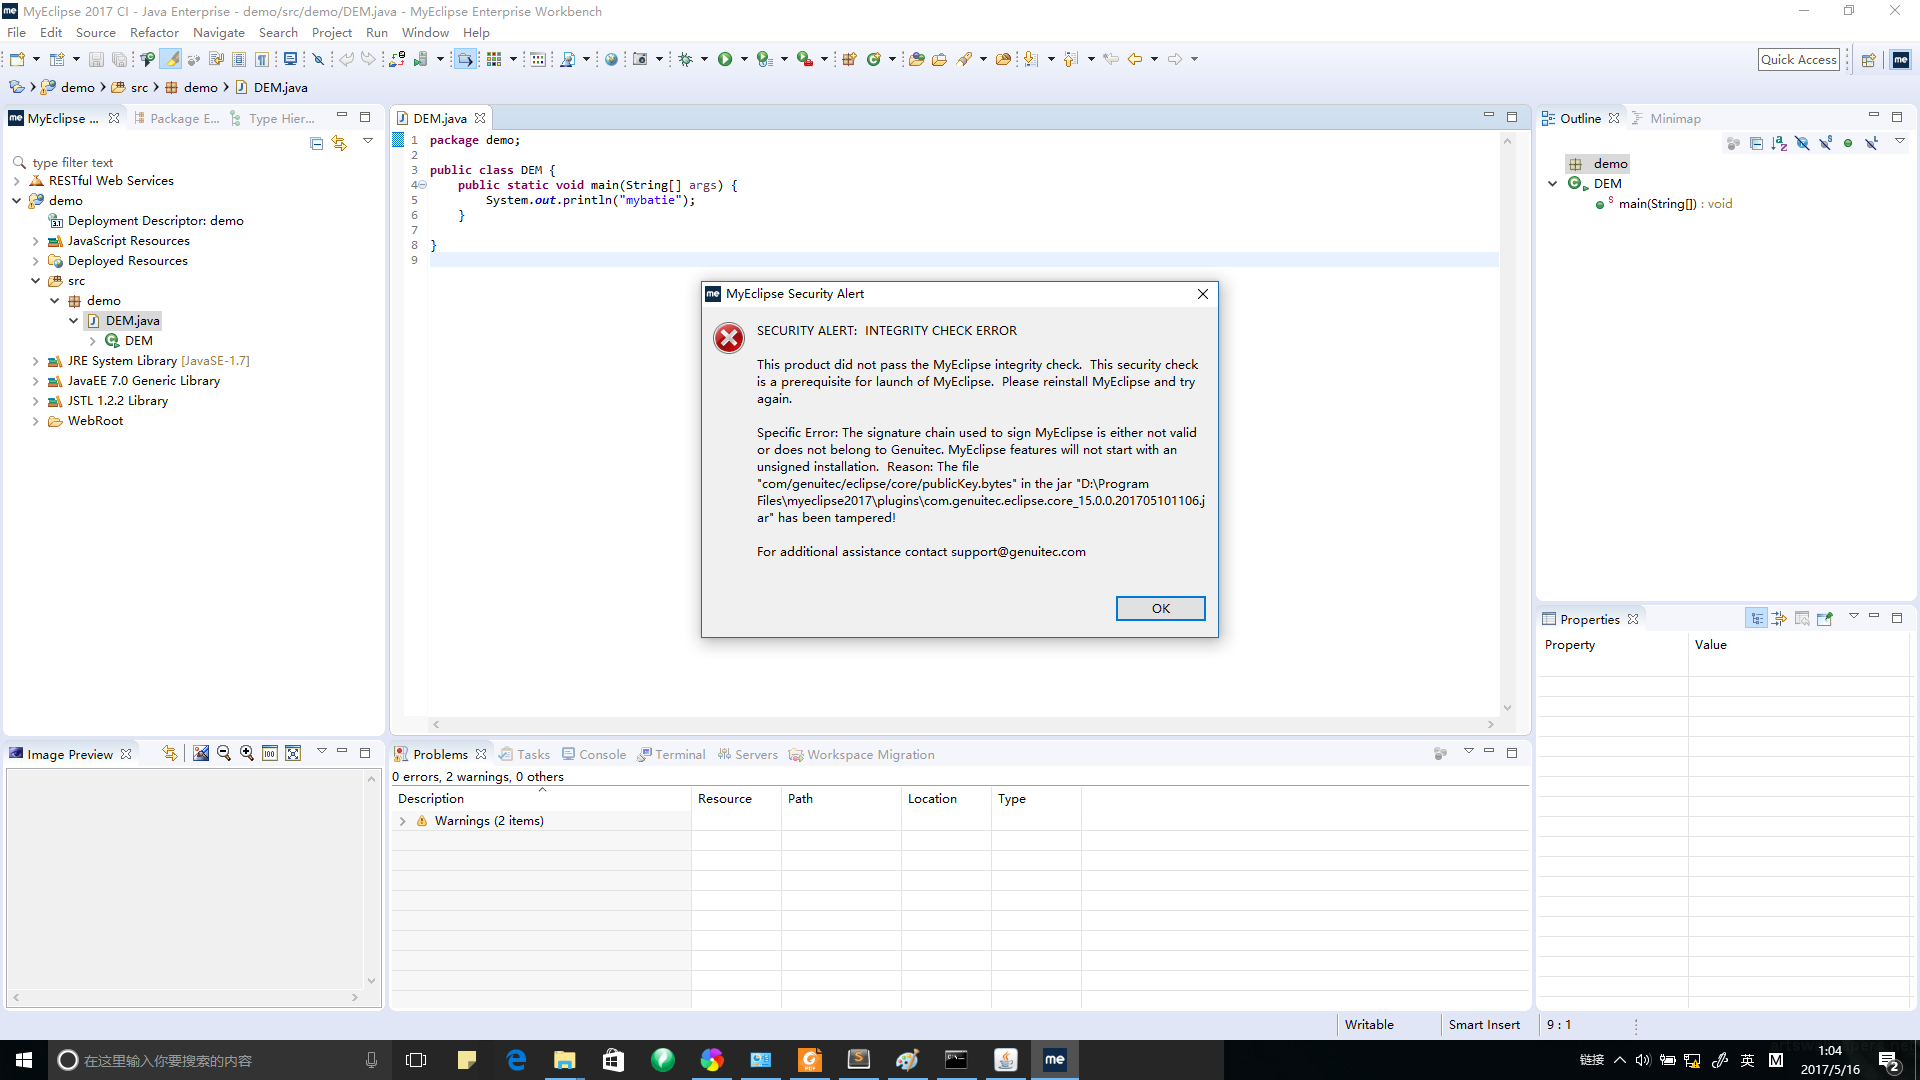 MyEclipse 2017 CI - Java Enterprise - demo/src/demo/DEM.java - MyEclipse Enterprise Workbench
File Edit Source Refactor Navigate Search Project Run Window Help
Quick Access
demo src demo DEM.java
MyEclipse ... Package E... Type Hier...
type filter text
RESTful Web Services
demo
Deployment Descriptor: demo
JavaScript Resources
Deployed Resources
src
demo
DEM.java
DEM
JRE System Library [JavaSE-1.7]
JavaEE 7.0 Generic Library
JSTL 1.2.2 Library
WebRoot
DEM.java
1 package demo;
2
3 public class DEM {
4 public static void main(String[] args) {
5 System.out.println("mybatie");
6 }
7
8 }
9
MyEclipse Security Alert
SECURITY ALERT: INTEGRITY CHECK ERROR
This product did not pass the MyEclipse integrity check. This security check
is a prerequisite for launch of MyEclipse. Please reinstall MyEclipse and try
again.
Specific Error: The signature chain used to sign MyEclipse is either not valid
or does not belong to Genuitec. MyEclipse features will not start with an
unsigned installation. Reason: The file
"com/genuitec/eclipse/core/publicKey.bytes" in the jar "D:\Program
Files\myeclipse2017\plugins\com.genuitec.eclipse.core_15.0.0.201705101106.j
ar" has been tampered!
For additional assistance contact support@genuitec.com
OK
Outline Minimap
demo
DEM
main(String[]) : void
Properties
Property Value
Image Preview
Problems Tasks Console Terminal Servers Workspace Migration
0 errors, 2 warnings, 0 others
Description Resource Path Location Type
Warnings (2 items)
Writable Smart Insert 9 : 1
在这里输入你要搜索的内容
me
链接 英 M
1:04
2017/5/16
2